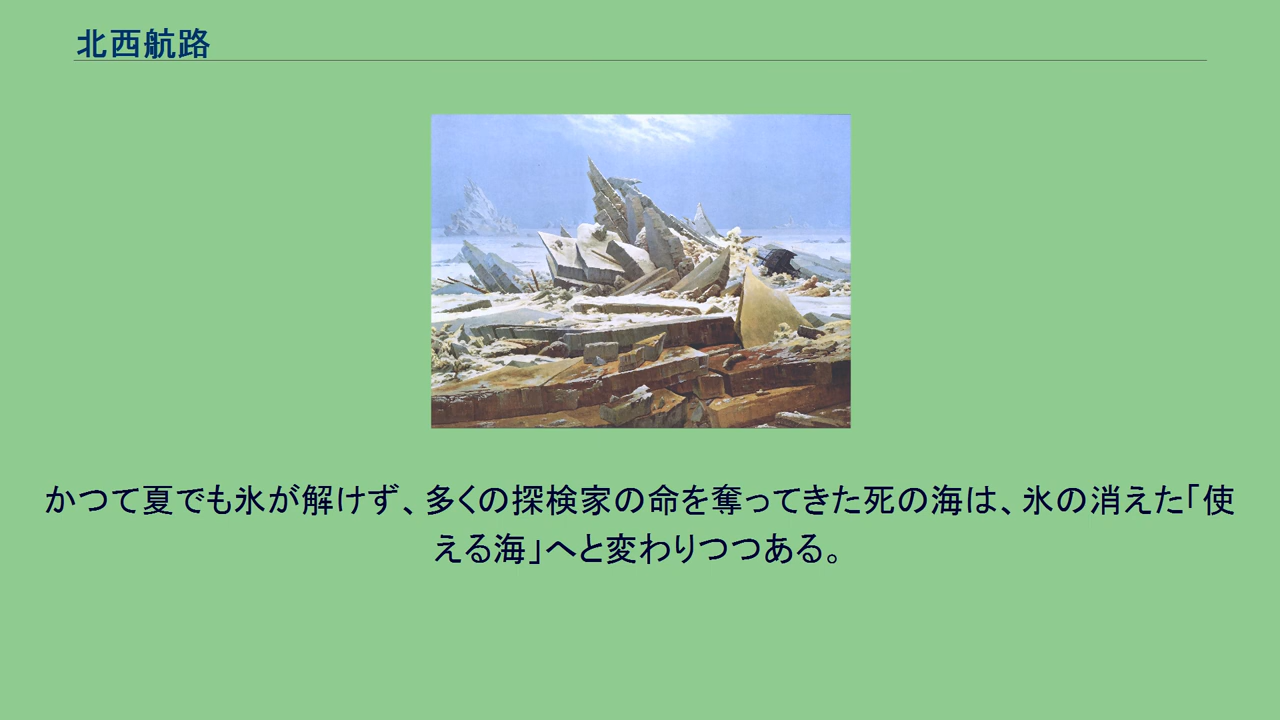 北西航路
かつて夏でも氷が解けず、多くの探検家の命を奪ってきた死の海は、氷の消えた｢使
える海｣へと変わりつつある。